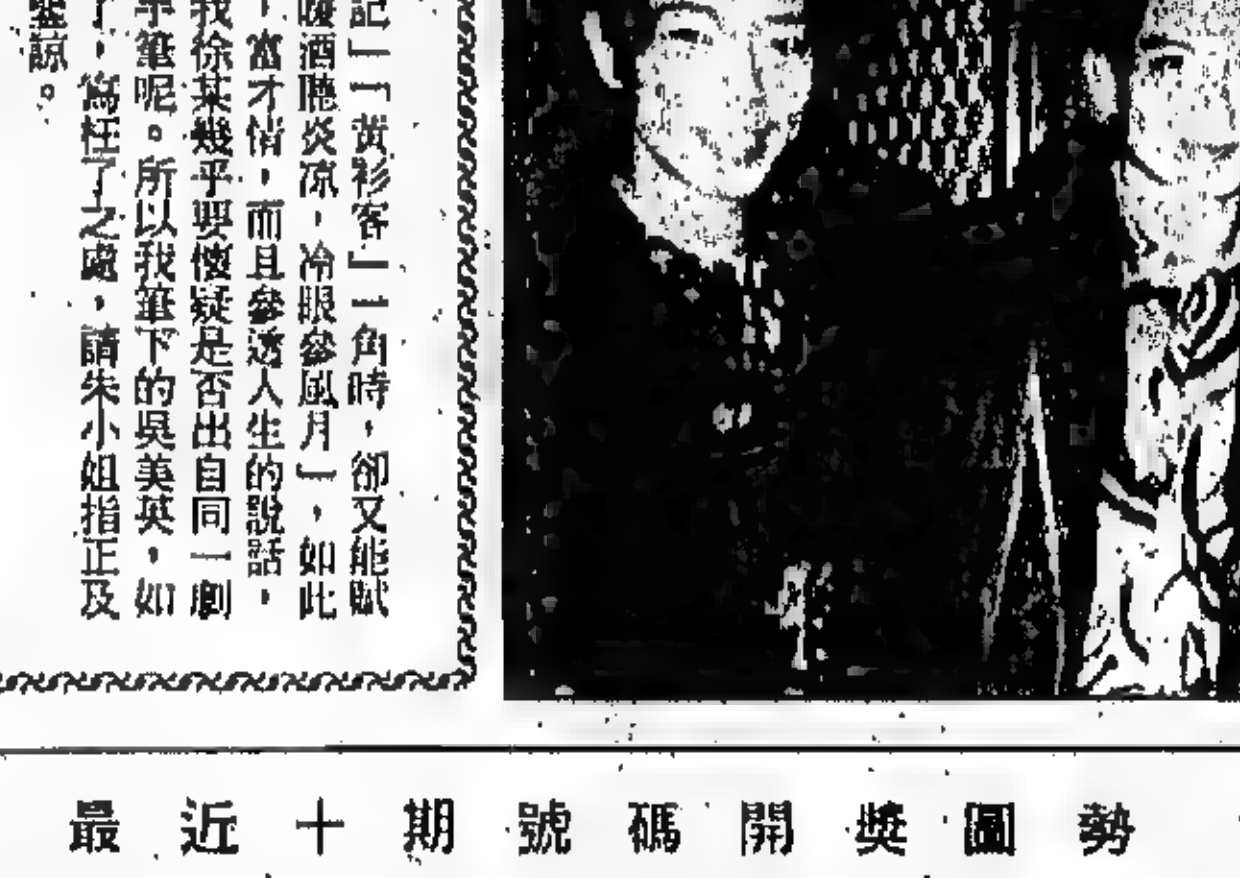 記」「黃衫客」一角時，卻又能賦
酒聽炎凉，冷眼參風月」，如此
，富才情，而且參透人生的說話，
我徐某幾乎要懷疑是否出自同一劇
筆呢。所以我筆下的吳美英，如
了，寫枉了之處，請朱小姐指正及
鑒諒。
最近十期號碼開獎圖勢